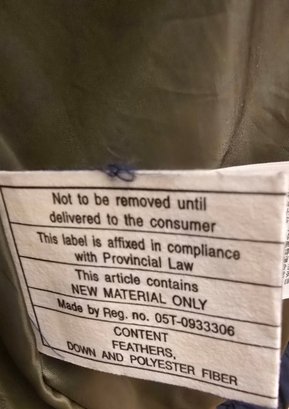 Not to be removed until
delivered to the consumer
This label is affixed in compliance
with Provincial Law
This article contains
NEW MATERIAL ONLY
Made by Reg. no. 05T-0933306
CONTENT
FEATHERS,
DOWN AND POLYESTER FIBER